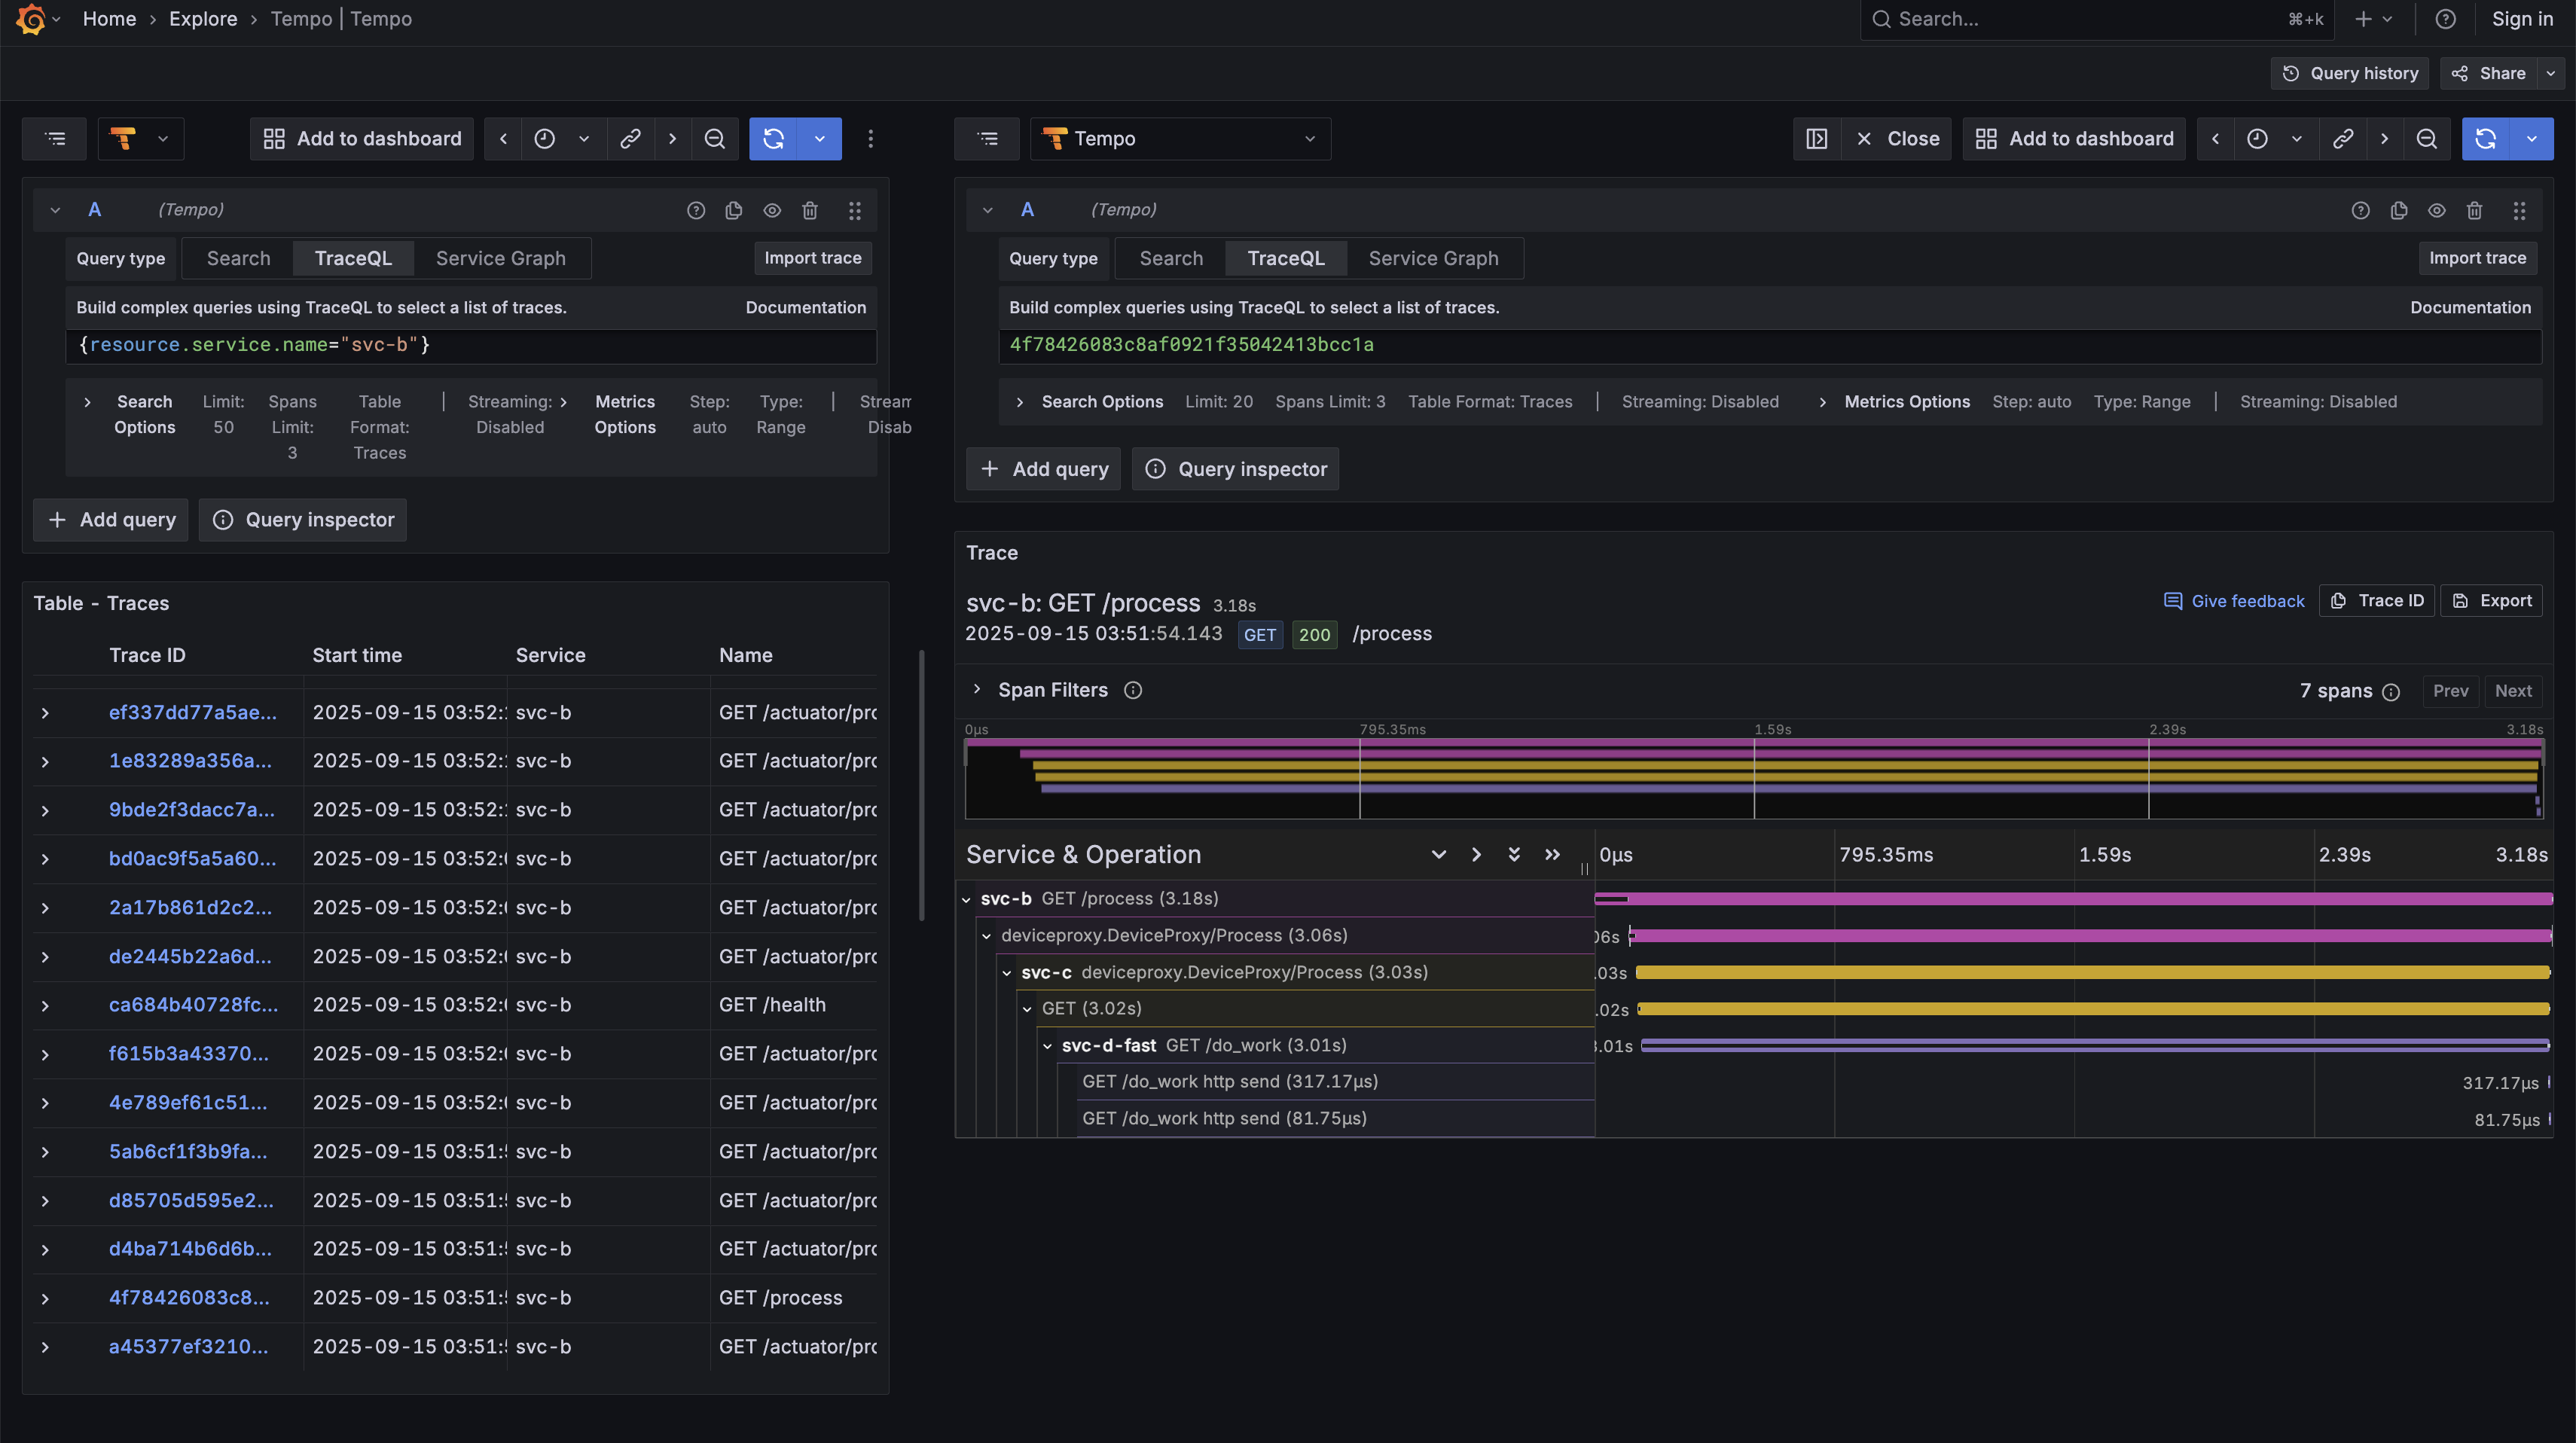 Home › Explore › Tempo | Tempo
Search... ⌘+k
Sign in
Query history
Share
Add to dashboard
A (Tempo)
Query type Search TraceQL Service Graph Import trace
Build complex queries using TraceQL to select a list of traces. Documentation
{resource.service.name="svc-b"}
Search Options Limit: 50 Spans Limit: 3 Table Format: Traces | Streaming: Disabled Metrics Options Step: auto Type: Range | Stream Disab
+ Add query Query inspector
Table - Traces
Trace ID Start time Service Name
ef337dd77a5ae... 2025-09-15 03:52: svc-b GET /actuator/pro
1e83289a356a... 2025-09-15 03:52: svc-b GET /actuator/pro
9bde2f3dacc7a... 2025-09-15 03:52: svc-b GET /actuator/pro
bd0ac9f5a5a60... 2025-09-15 03:52: svc-b GET /actuator/pro
2a17b861d2c2... 2025-09-15 03:52: svc-b GET /actuator/pro
de2445b22a6d... 2025-09-15 03:52: svc-b GET /actuator/pro
ca684b40728fc... 2025-09-15 03:52: svc-b GET /health
f615b3a43370... 2025-09-15 03:52: svc-b GET /actuator/pro
4e789ef61c51... 2025-09-15 03:52: svc-b GET /actuator/pro
5ab6cf1f3b9fa... 2025-09-15 03:51: svc-b GET /actuator/pro
d85705d595e2... 2025-09-15 03:51: svc-b GET /actuator/pro
d4ba714b6d6b... 2025-09-15 03:51: svc-b GET /actuator/pro
4f78426083c8... 2025-09-15 03:51: svc-b GET /process
a45377ef3210... 2025-09-15 03:51: svc-b GET /actuator/pro
Tempo
Close
Add to dashboard
A (Tempo)
Query type Search TraceQL Service Graph Import trace
Build complex queries using TraceQL to select a list of traces. Documentation
4f78426083c8af0921f35042413bcc1a
Search Options Limit: 20 Spans Limit: 3 Table Format: Traces | Streaming: Disabled Metrics Options Step: auto Type: Range | Streaming: Disabled
+ Add query Query inspector
Trace
svc-b: GET /process 3.18s
Give feedback Trace ID Export
2025-09-15 03:51:54.143 GET 200 /process
Span Filters 7 spans Prev Next
0µs 795.35ms 1.59s 2.39s 3.18s
Service & Operation 0µs 795.35ms 1.59s 2.39s 3.18s
svc-b GET /process (3.18s)
deviceproxy.DeviceProxy/Process (3.06s) 06s
svc-c deviceproxy.DeviceProxy/Process (3.03s) .03s
GET (3.02s) .02s
svc-d-fast GET /do_work (3.01s) .01s
GET /do_work http send (317.17µs) 317.17µs
GET /do_work http send (81.75µs) 81.75µs